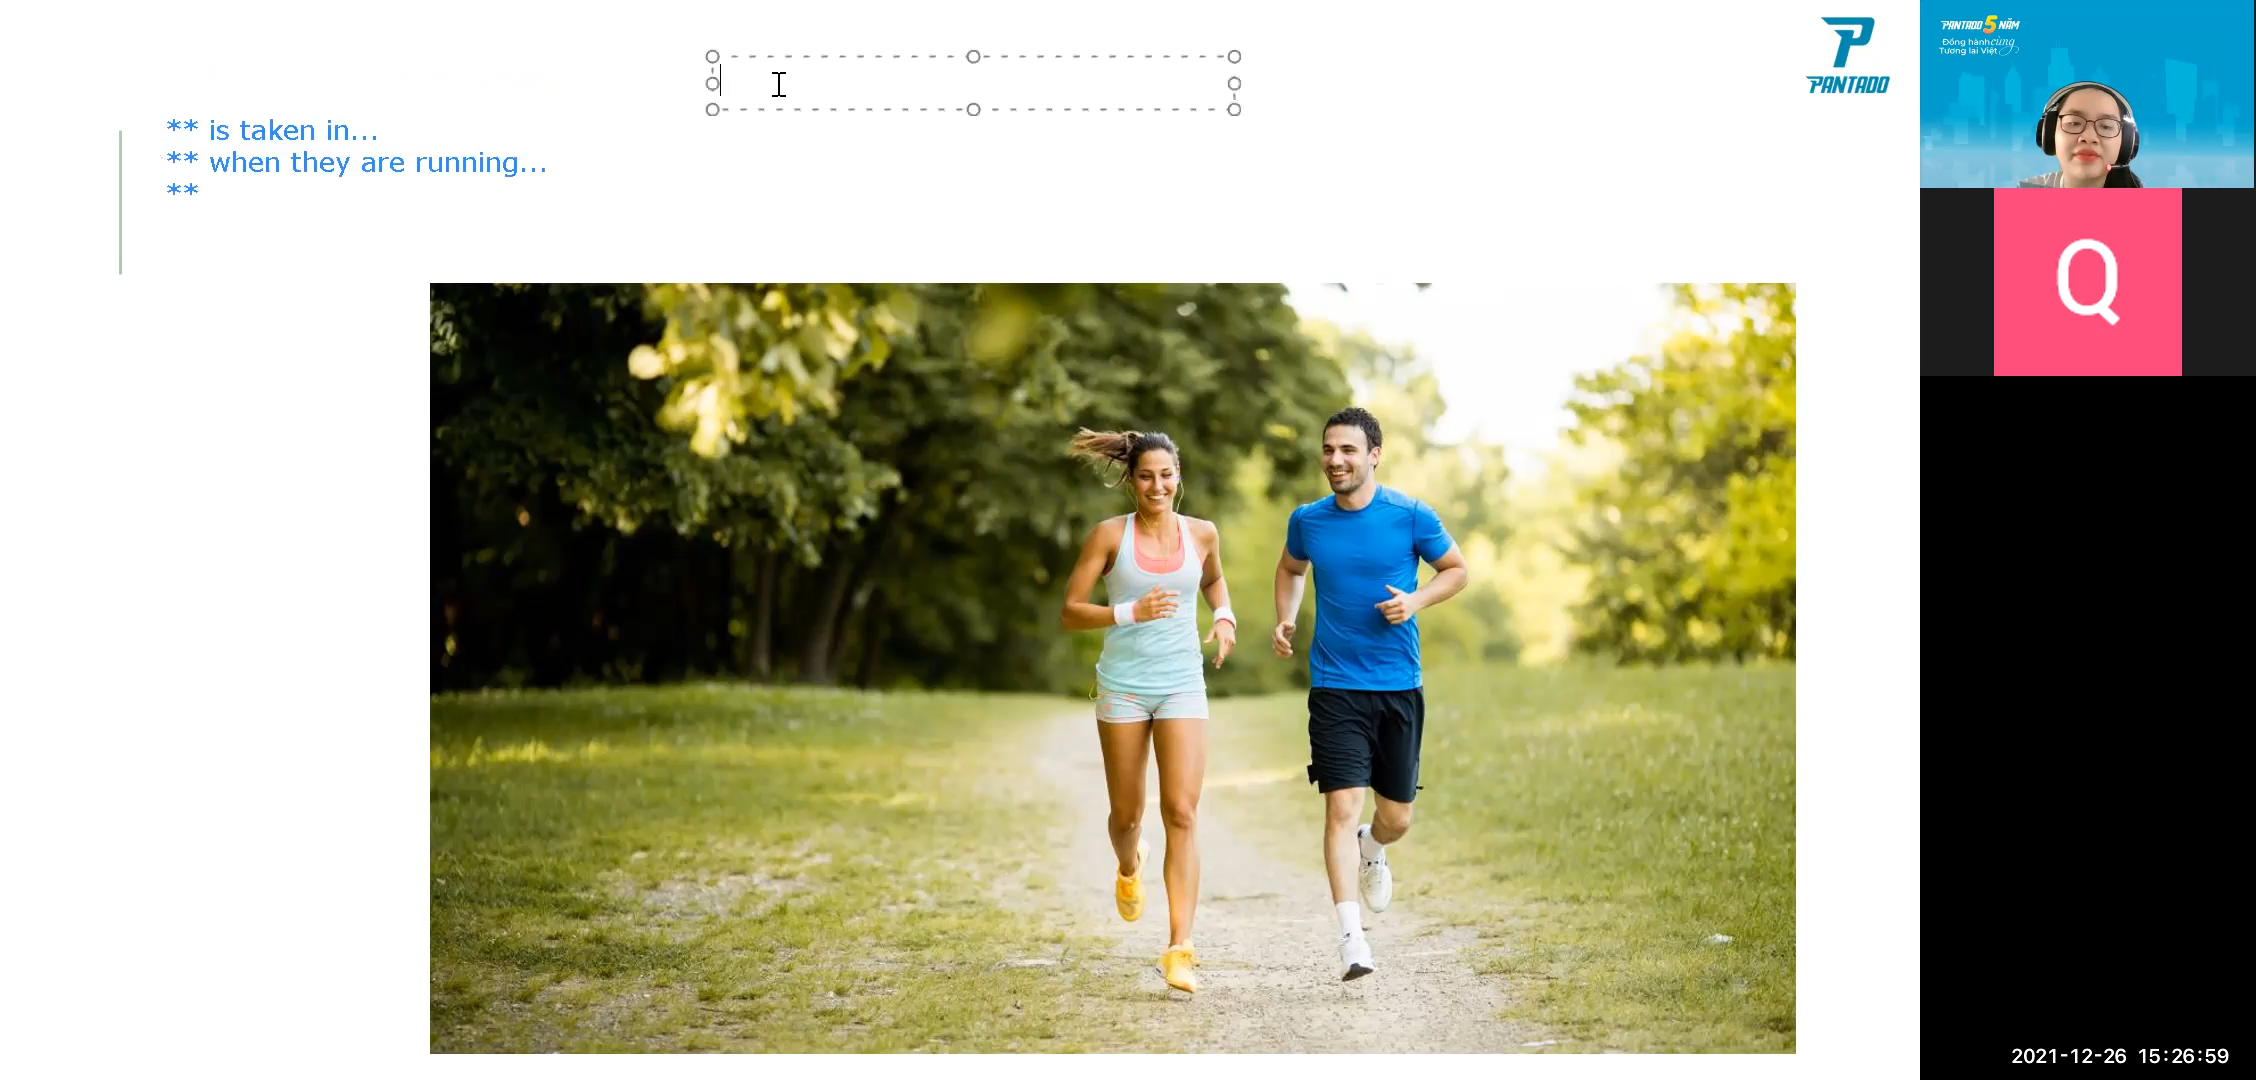 ** is taken in...
** when they are running...
**
PANTADO
PANTADO 5 NĂM
Đồng hành cùng
Tương lai Việt
Q
2021-12-26 15:26:59